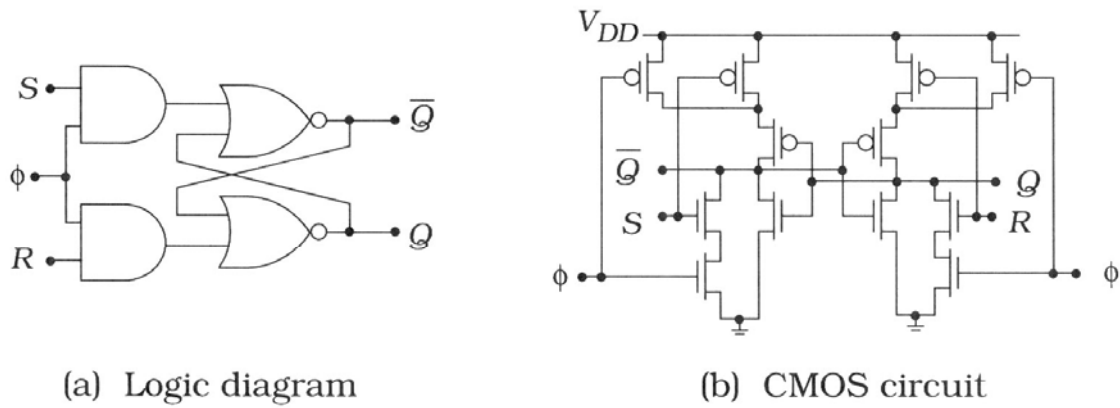 S
Q̅
ϕ
R
Q
(a) Logic diagram
V_DD
Q̅
Q
S
R
ϕ
ϕ
(b) CMOS circuit